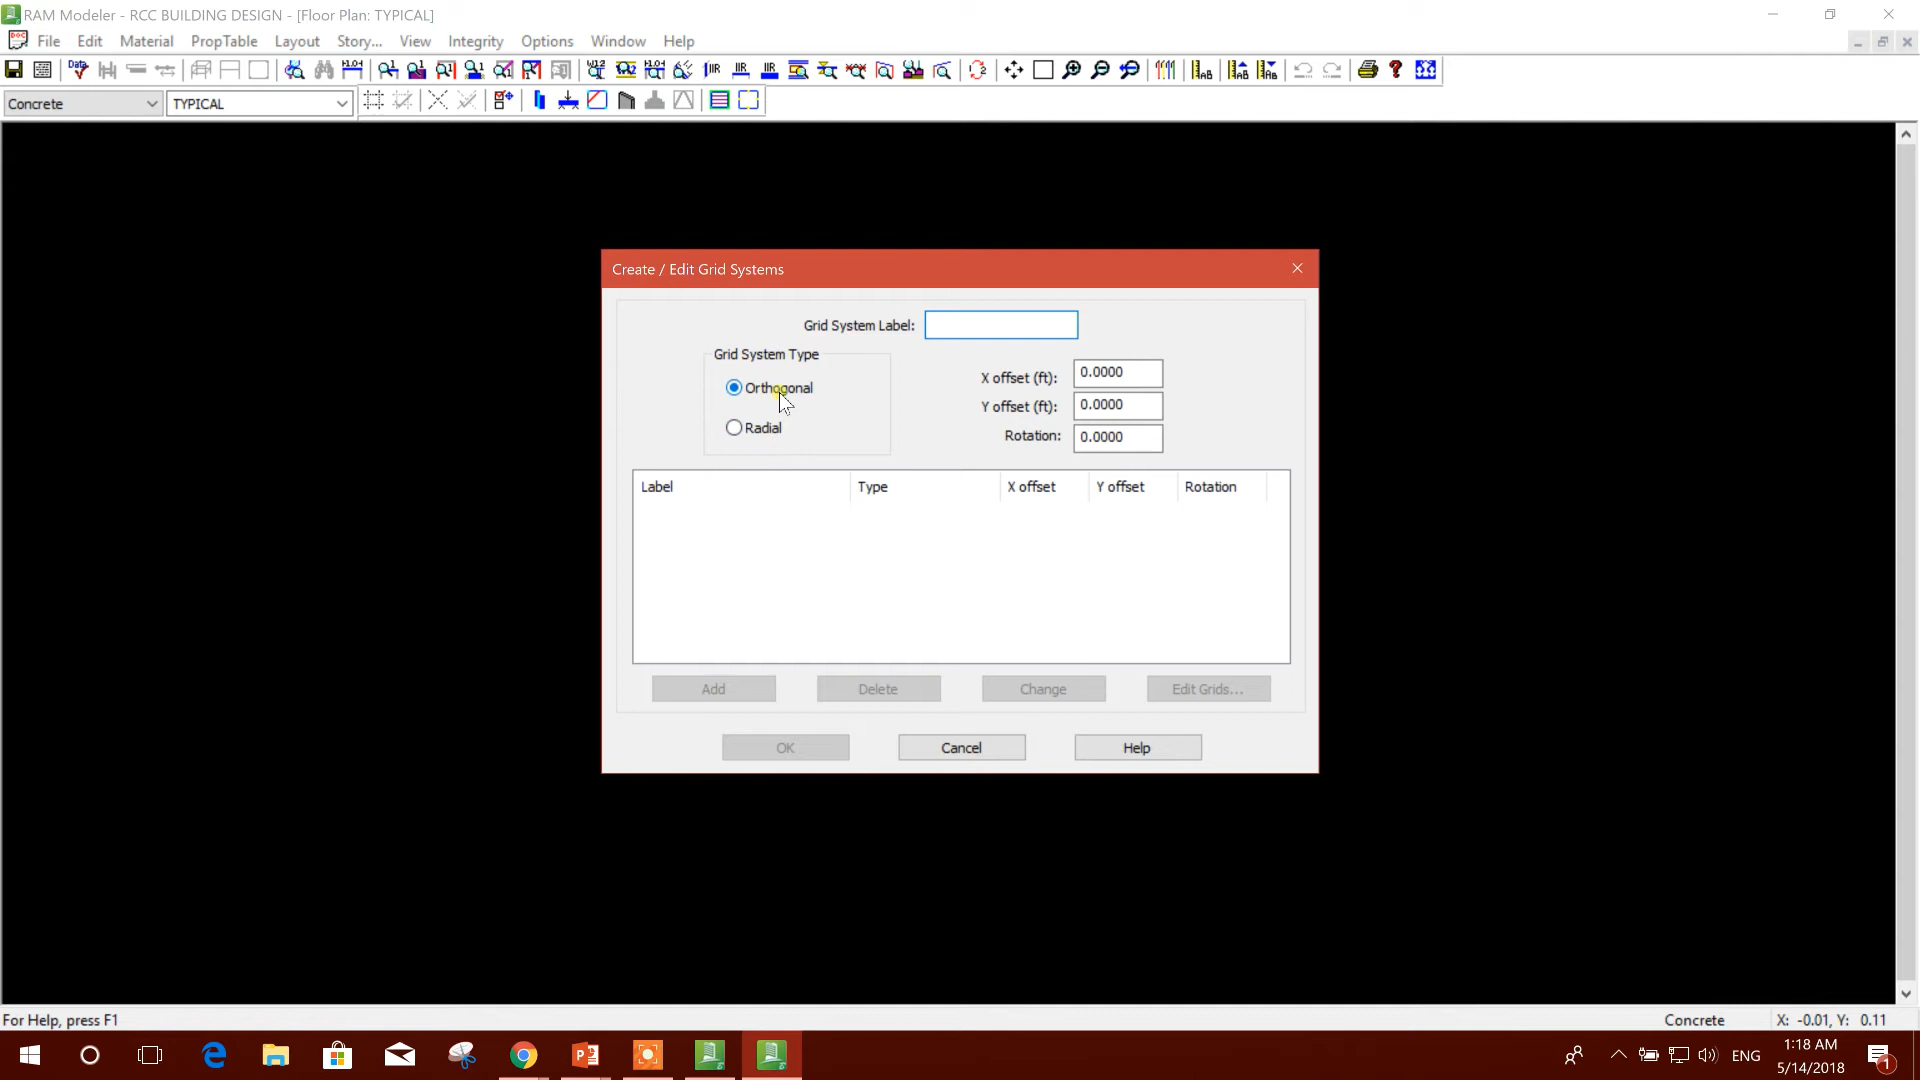 RAM Modeler - RCC BUILDING DESIGN - [Floor Plan: TYPICAL]
File Edit Material PropTable Layout Story... View Integrity Options Window Help
Concrete TYPICAL
Create / Edit Grid Systems
Grid System Label:
Grid System Type
Orthogonal
Radial
X offset (ft): 0.0000
Y offset (ft): 0.0000
Rotation: 0.0000
Label Type X offset Y offset Rotation
Add Delete Change Edit Grids...
OK Cancel Help
For Help, press F1 Concrete X: -0.01, Y: 0.11
ENG 1:18 AM
5/14/2018 1